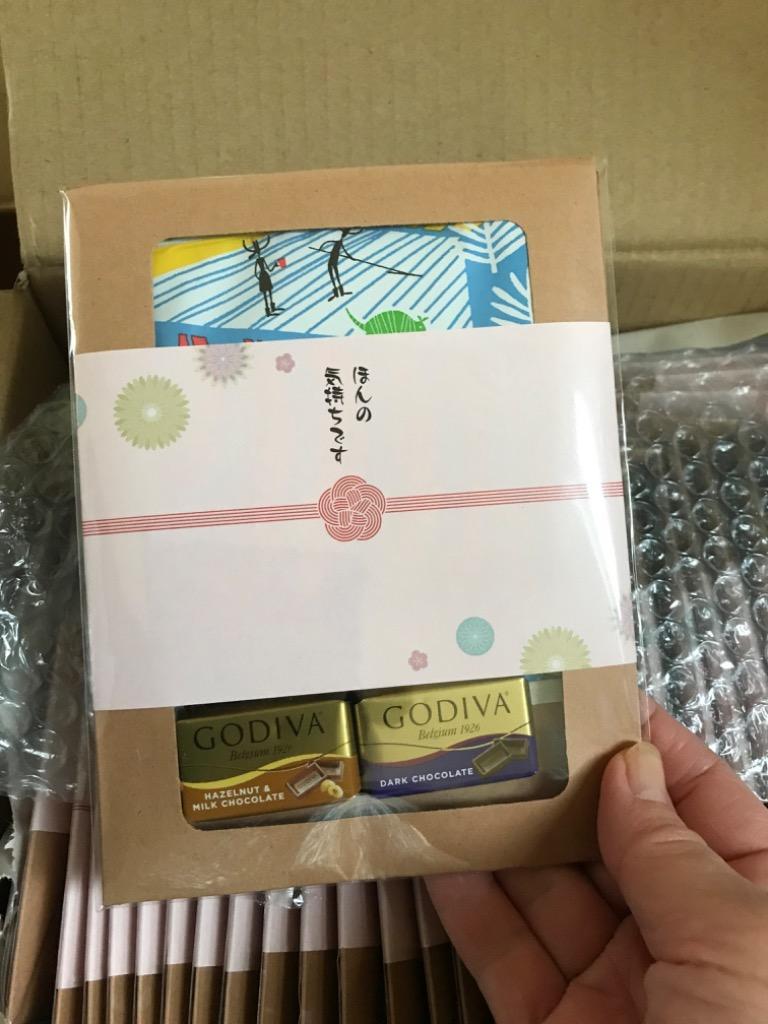 ほんの
気持ちです
GODIVA
Belgium 1926
HAZELNUT &
MILK CHOCOLATE
GODIVA
Belgium 1926
DARK CHOCOLATE